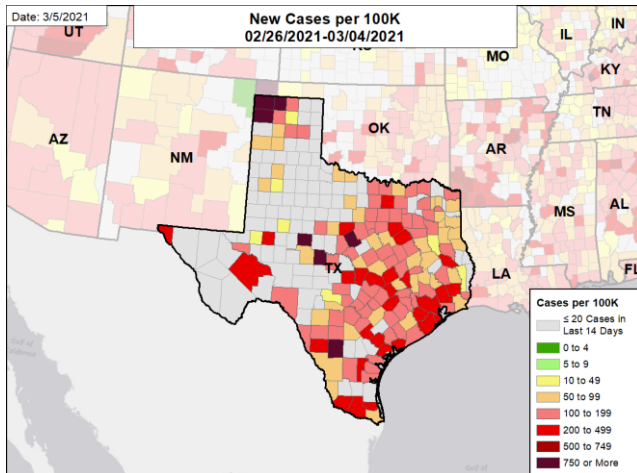 Date: 3/5/2021
New Cases per 100K
02/26/2021-03/04/2021
UT
MO
IL
IN
KY
TN
AZ
NM
OK
AR
MS
AL
TX
LA
FL
Gulf of
California
Cases per 100K
≤ 20 Cases in
Last 14 Days
0 to 4
5 to 9
10 to 49
50 to 99
100 to 199
200 to 499
500 to 749
750 or More